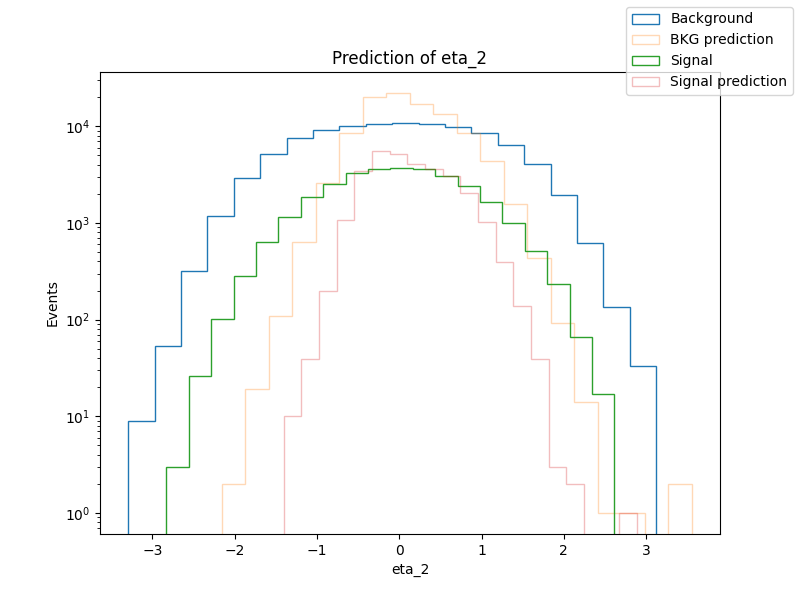 Prediction of eta_2
Background
BKG prediction
Signal
Signal prediction
Events
10^4
10^3
10^2
10^1
10^0
−3
−2
−1
0
1
2
3
eta_2